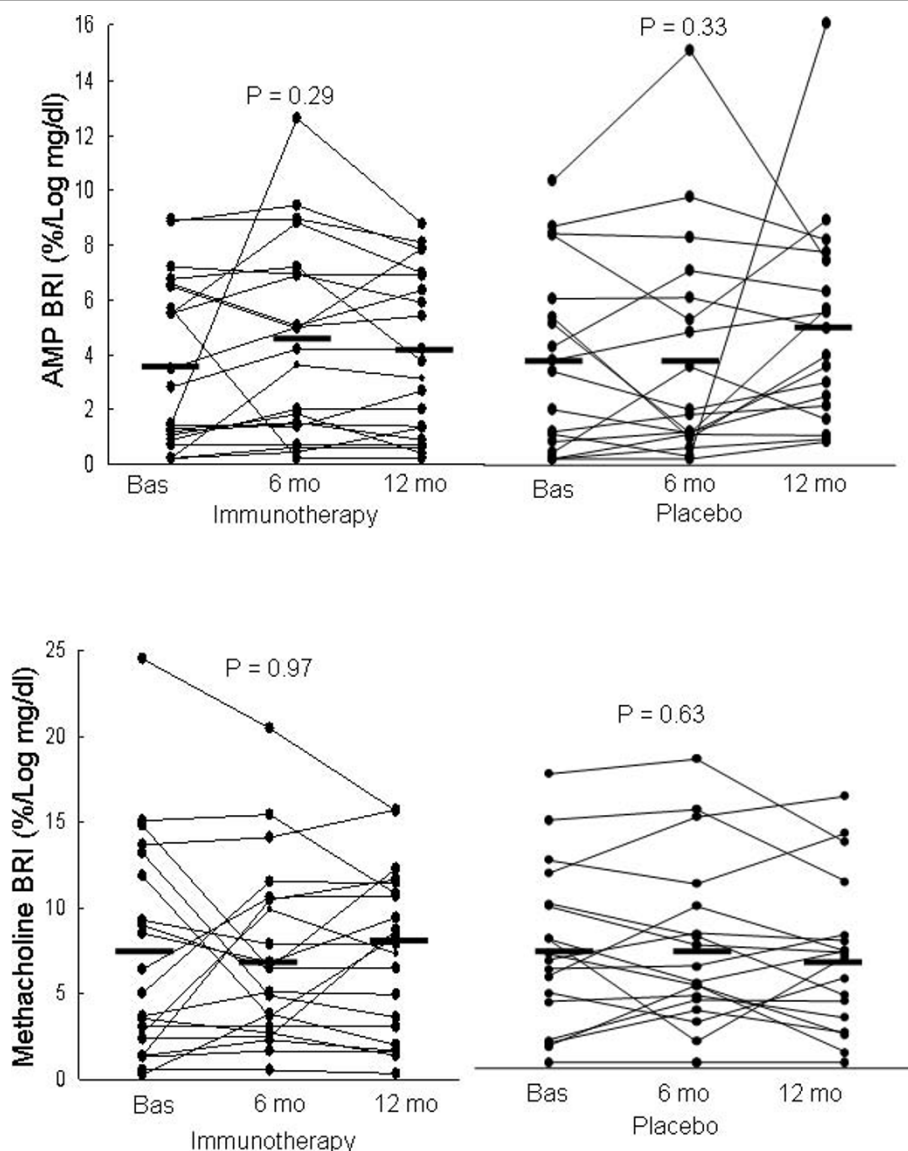 AMP BRI (%/Log mg/dl)
16
14
12
10
8
6
4
2
0
P = 0.29
Bas 6 mo 12 mo
Immunotherapy
P = 0.33
Bas 6 mo 12 mo
Placebo
Methacholine BRI (%/Log mg/dl)
25
20
15
10
5
0
P = 0.97
Bas 6 mo 12 mo
Immunotherapy
P = 0.63
Bas 6 mo 12 mo
Placebo